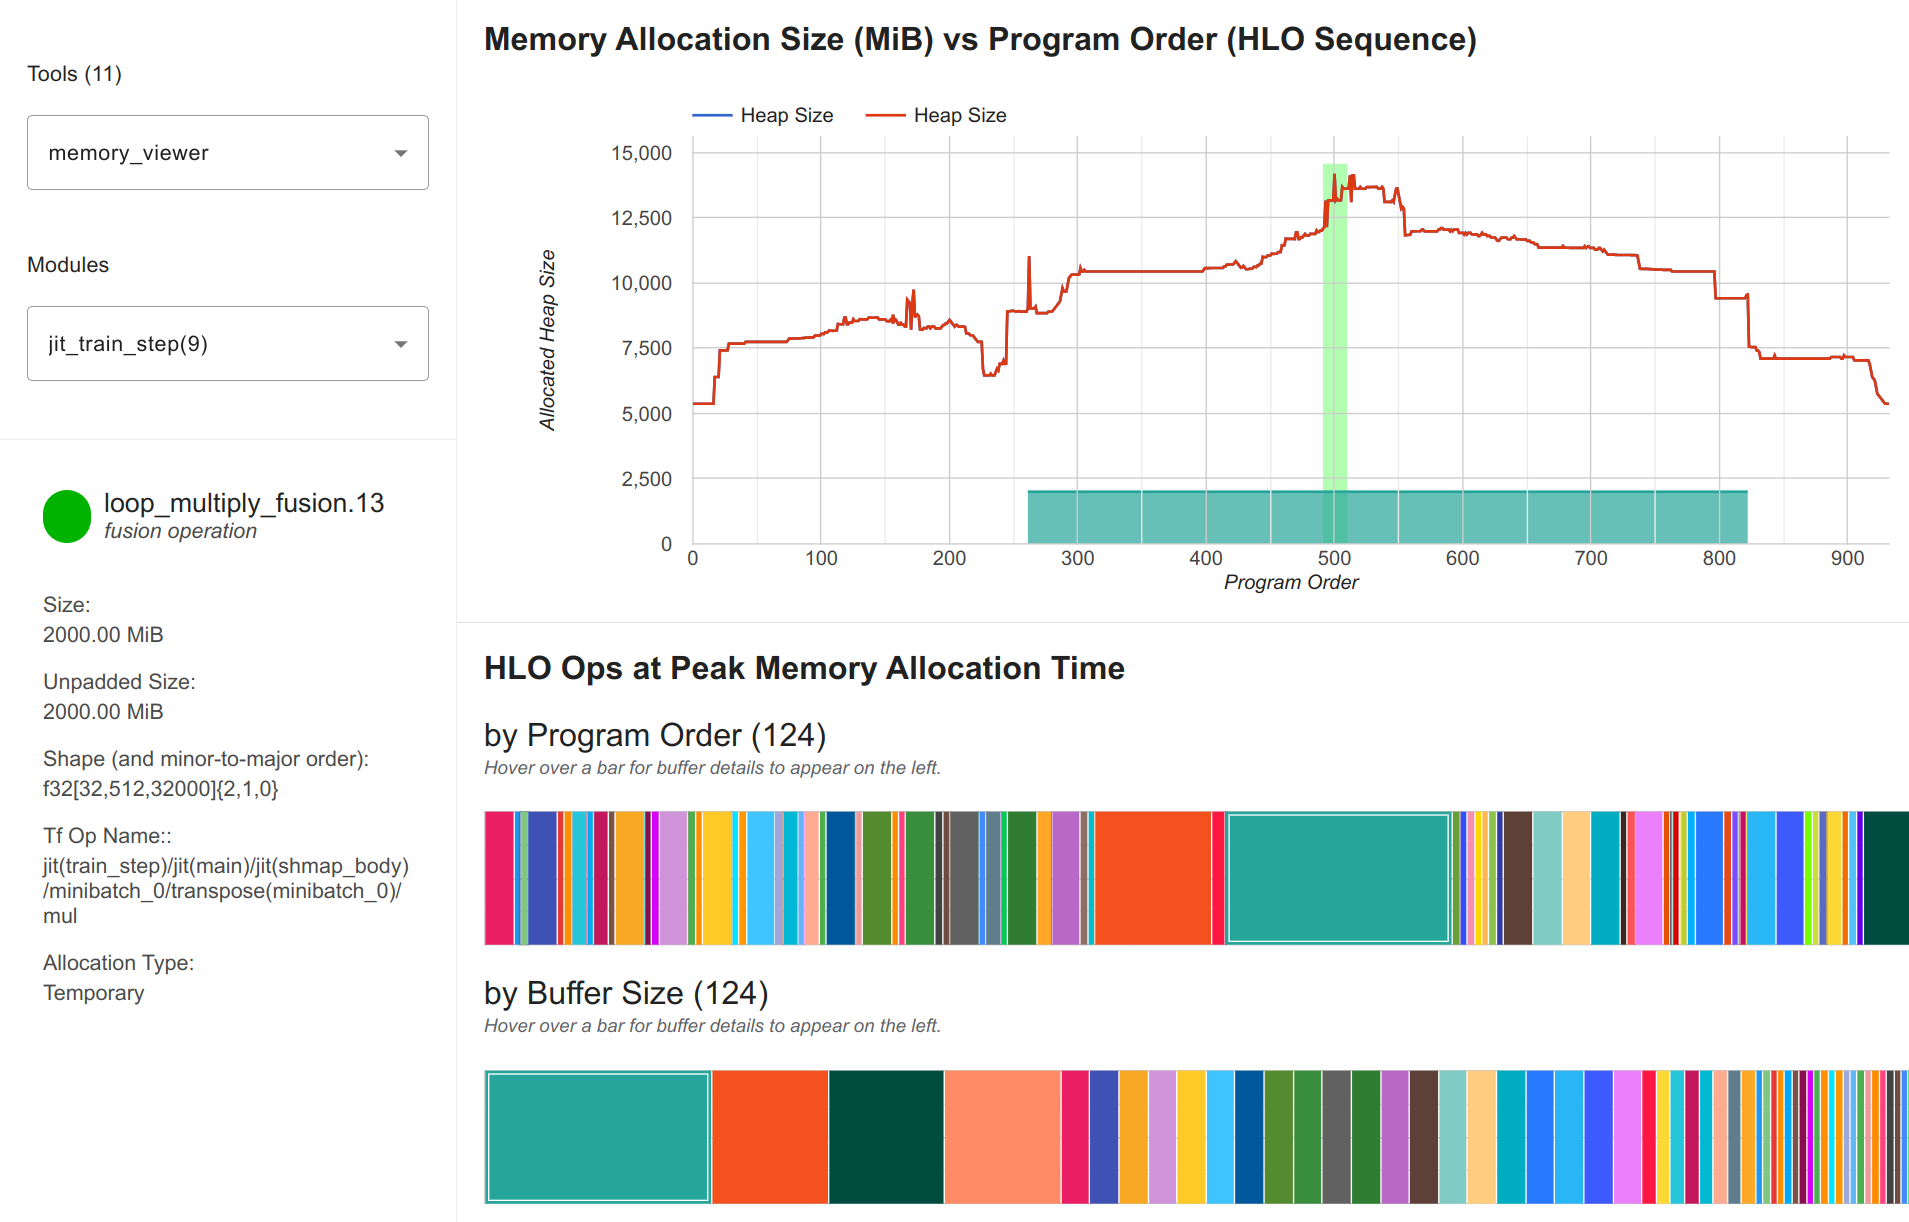 Tools (11)
memory_viewer
Modules
jit_train_step(9)
loop_multiply_fusion.13
fusion operation
Size:
2000.00 MiB
Unpadded Size:
2000.00 MiB
Shape (and minor-to-major order):
f32[32,512,32000]{2,1,0}
Tf Op Name::
jit(train_step)/jit(main)/jit(shmap_body)
/minibatch_0/transpose(minibatch_0)/
mul
Allocation Type:
Temporary
Memory Allocation Size (MiB) vs Program Order (HLO Sequence)
Heap Size Heap Size
15,000
12,500
10,000
7,500
5,000
2,500
0
Allocated Heap Size
0 100 200 300 400 500 600 700 800 900
Program Order
HLO Ops at Peak Memory Allocation Time
by Program Order (124)
Hover over a bar for buffer details to appear on the left.
by Buffer Size (124)
Hover over a bar for buffer details to appear on the left.